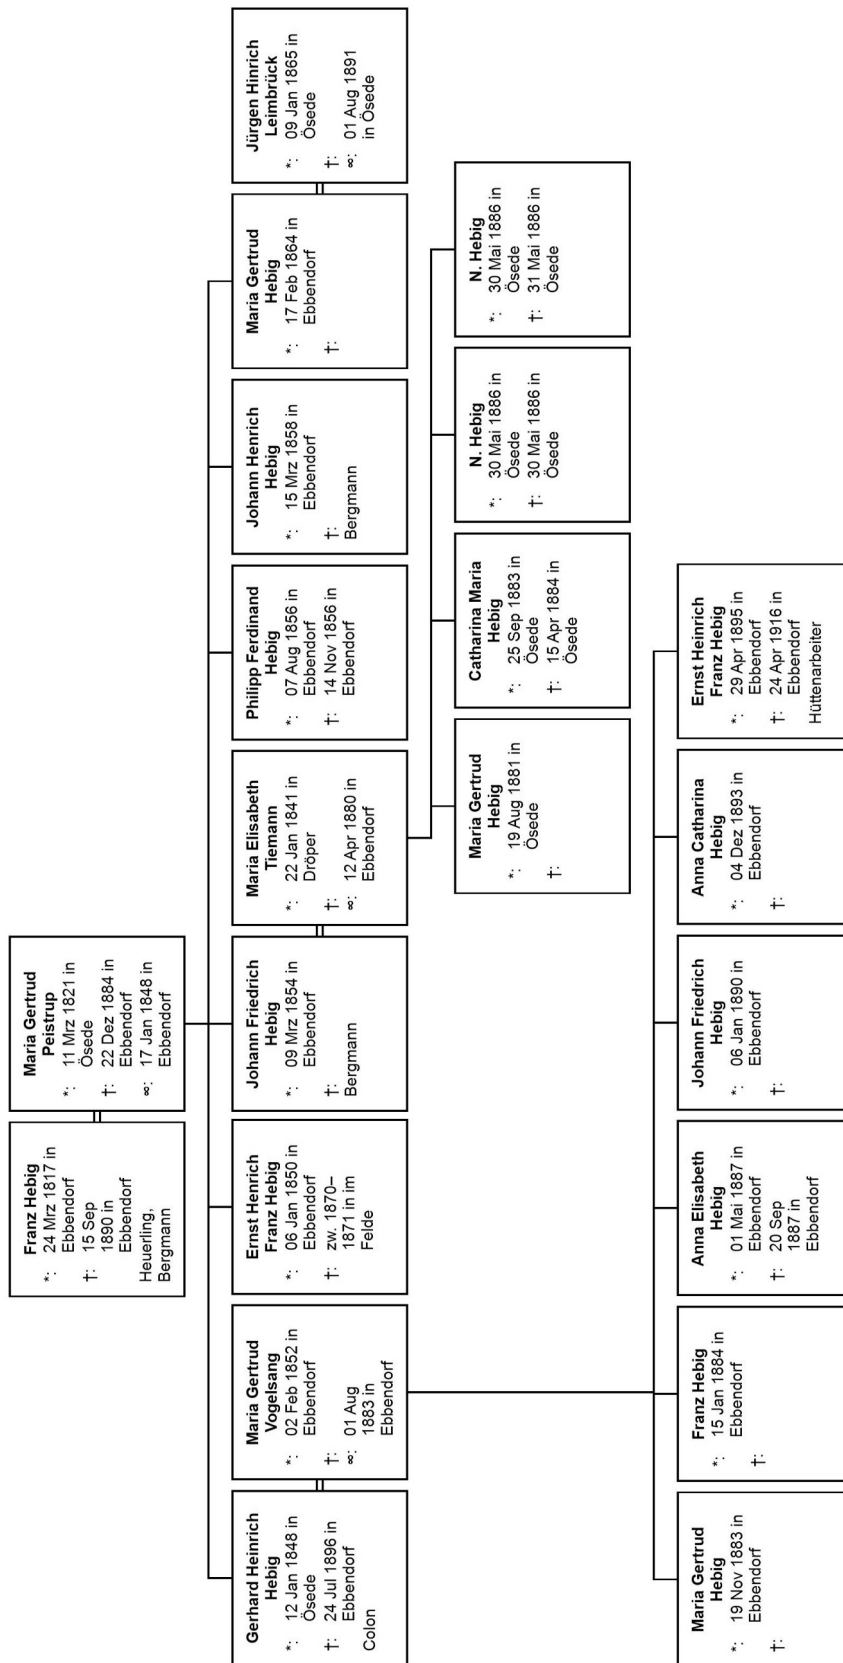 Franz Hebig
*: 24 Mrz 1817 in
Ebbendorf
†: 15 Sep
1890 in
Ebbendorf
Heuerling,
Bergmann
Maria Gertrud
Peistrup
*: 11 Mrz 1821 in
Ösede
†: 22 Dez 1884 in
Ebbendorf
∞: 17 Jan 1848 in
Ebbendorf
Gerhard Heinrich
Hebig
*: 12 Jan 1848 in
Ösede
†: 24 Jul 1896 in
Ebbendorf
Colon
Maria Gertrud
Vogelsang
*: 02 Feb 1852 in
Ebbendorf
†:
∞: 01 Aug
1883 in
Ebbendorf
Ernst Henrich
Franz Hebig
*: 06 Jan 1850 in
Ebbendorf
†: zw. 1870–
1871 in im
Felde
Johann Friedrich
Hebig
*: 09 Mrz 1854 in
Ebbendorf
†:
Bergmann
Maria Elisabeth
Tiemann
*: 22 Jan 1841 in
Dröper
†:
∞: 12 Apr 1880 in
Ebbendorf
Philipp Ferdinand
Hebig
*: 07 Aug 1856 in
Ebbendorf
†: 14 Nov 1856 in
Ebbendorf
Johann Henrich
Hebig
*: 15 Mrz 1858 in
Ebbendorf
†:
Bergmann
Maria Gertrud
Hebig
*: 17 Feb 1864 in
Ebbendorf
†:
Jürgen Hinrich
Leimbrück
*: 09 Jan 1865 in
Ösede
†:
∞: 01 Aug 1891
in Ösede
Maria Gertrud
Hebig
*: 19 Aug 1881 in
Ösede
†:
Catharina Maria
Hebig
*: 25 Sep 1883 in
Ösede
†: 15 Apr 1884 in
Ösede
N. Hebig
*: 30 Mai 1886 in
Ösede
†: 30 Mai 1886 in
Ösede
N. Hebig
*: 30 Mai 1886 in
Ösede
†: 31 Mai 1886 in
Ösede
Maria Gertrud
Hebig
*: 19 Nov 1883 in
Ebbendorf
†:
Franz Hebig
*: 15 Jan 1884 in
Ebbendorf
†:
Anna Elisabeth
Hebig
*: 01 Mai 1887 in
Ebbendorf
†: 20 Sep
1887 in
Ebbendorf
Johann Friedrich
Hebig
*: 06 Jan 1890 in
Ebbendorf
†:
Anna Catharina
Hebig
*: 04 Dez 1893 in
Ebbendorf
†:
Ernst Heinrich
Franz Hebig
*: 29 Apr 1895 in
Ebbendorf
†: 24 Apr 1916 in
Ebbendorf
Hüttenarbeiter